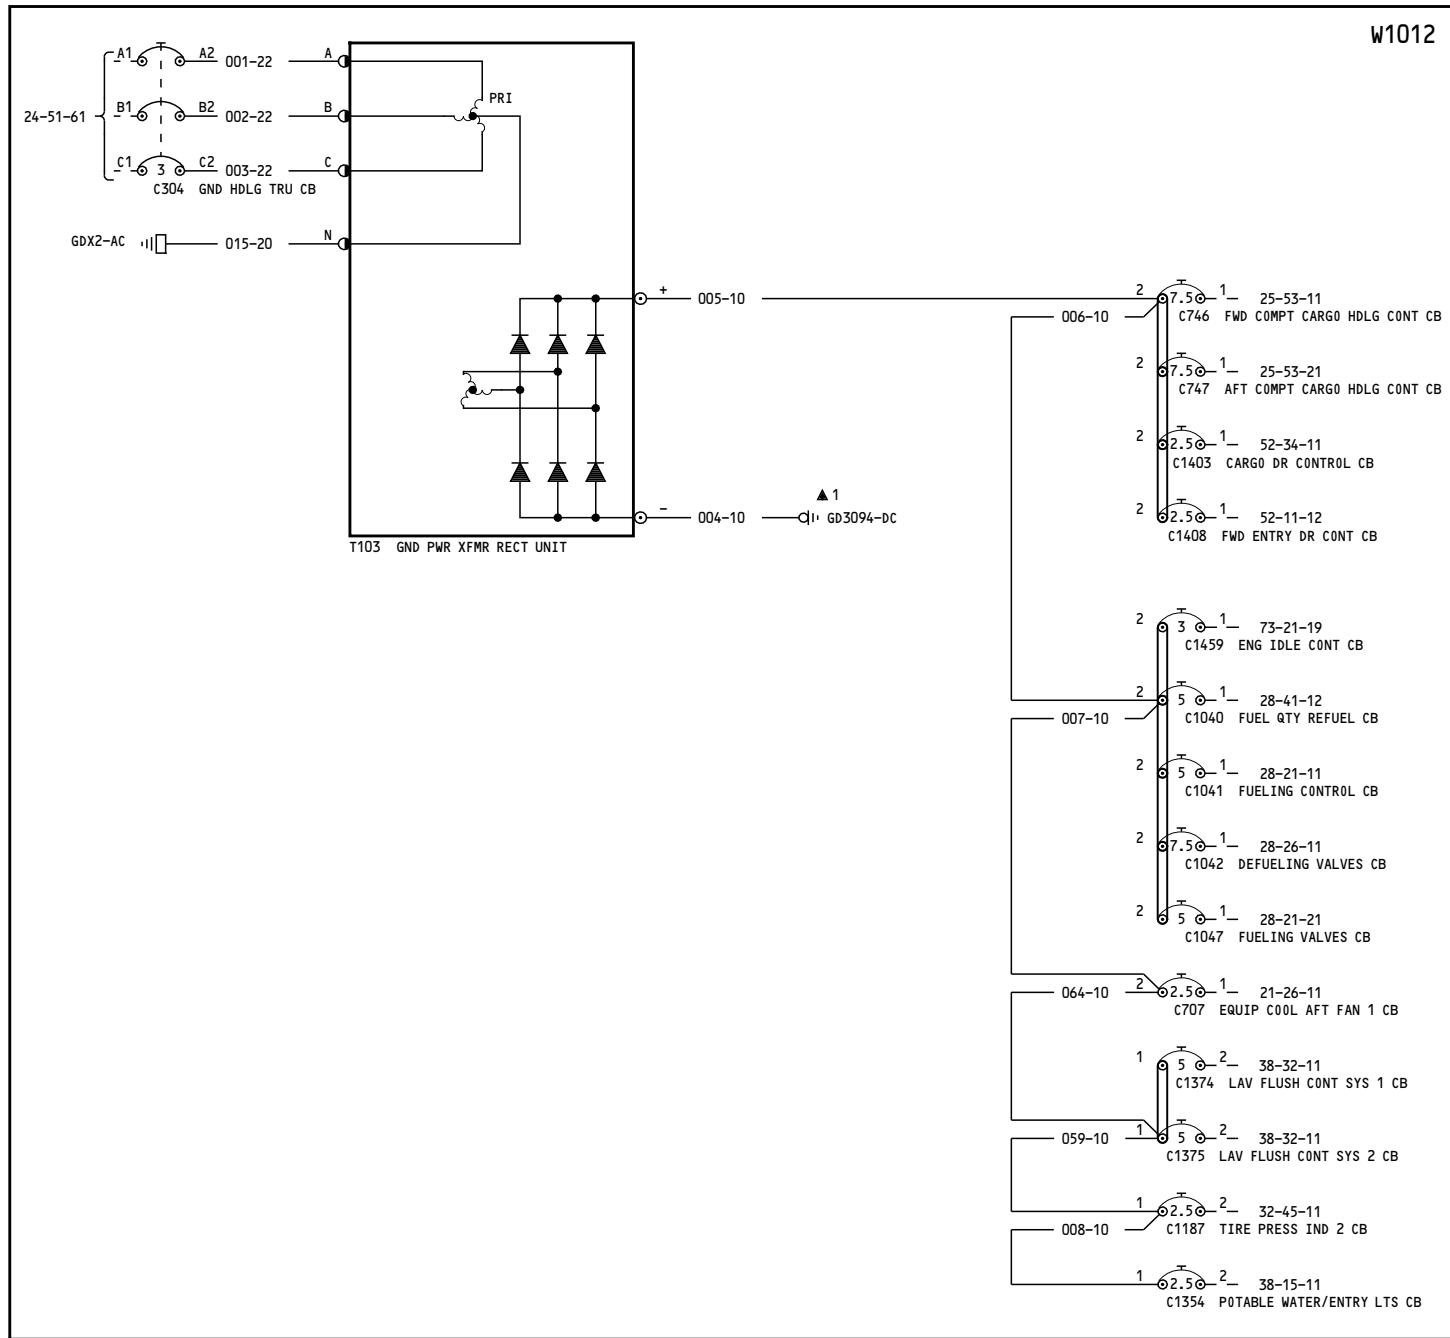 W1012
A1 A2 001-22 A
PRI
24-51-61 B1 B2 002-22 B
C1 3 C2 003-22 C
C304 GND HDLG TRU CB
GDX2-AC 015-20 N
+ 005-10 2 7.5 1 25-53-11
006-10 C746 FWD COMPT CARGO HDLG CONT CB
2 7.5 1 25-53-21
C747 AFT COMPT CARGO HDLG CONT CB
2 2.5 1 52-34-11
C1403 CARGO DR CONTROL CB
1
- 004-10 GD3094-DC 2 2.5 1 52-11-12
C1408 FWD ENTRY DR CONT CB
T103 GND PWR XFMR RECT UNIT
2 3 1 73-21-19
C1459 ENG IDLE CONT CB
2 5 1 28-41-12
007-10 C1040 FUEL QTY REFUEL CB
2 5 1 28-21-11
C1041 FUELING CONTROL CB
2 7.5 1 28-26-11
C1042 DEFUELING VALVES CB
2 5 1 28-21-21
C1047 FUELING VALVES CB
064-10 2 2.5 1 21-26-11
C707 EQUIP COOL AFT FAN 1 CB
1 5 2 38-32-11
C1374 LAV FLUSH CONT SYS 1 CB
059-10 1 5 2 38-32-11
C1375 LAV FLUSH CONT SYS 2 CB
1 2.5 2 32-45-11
008-10 C1187 TIRE PRESS IND 2 CB
1 2.5 2 38-15-11
C1354 POTABLE WATER/ENTRY LTS CB